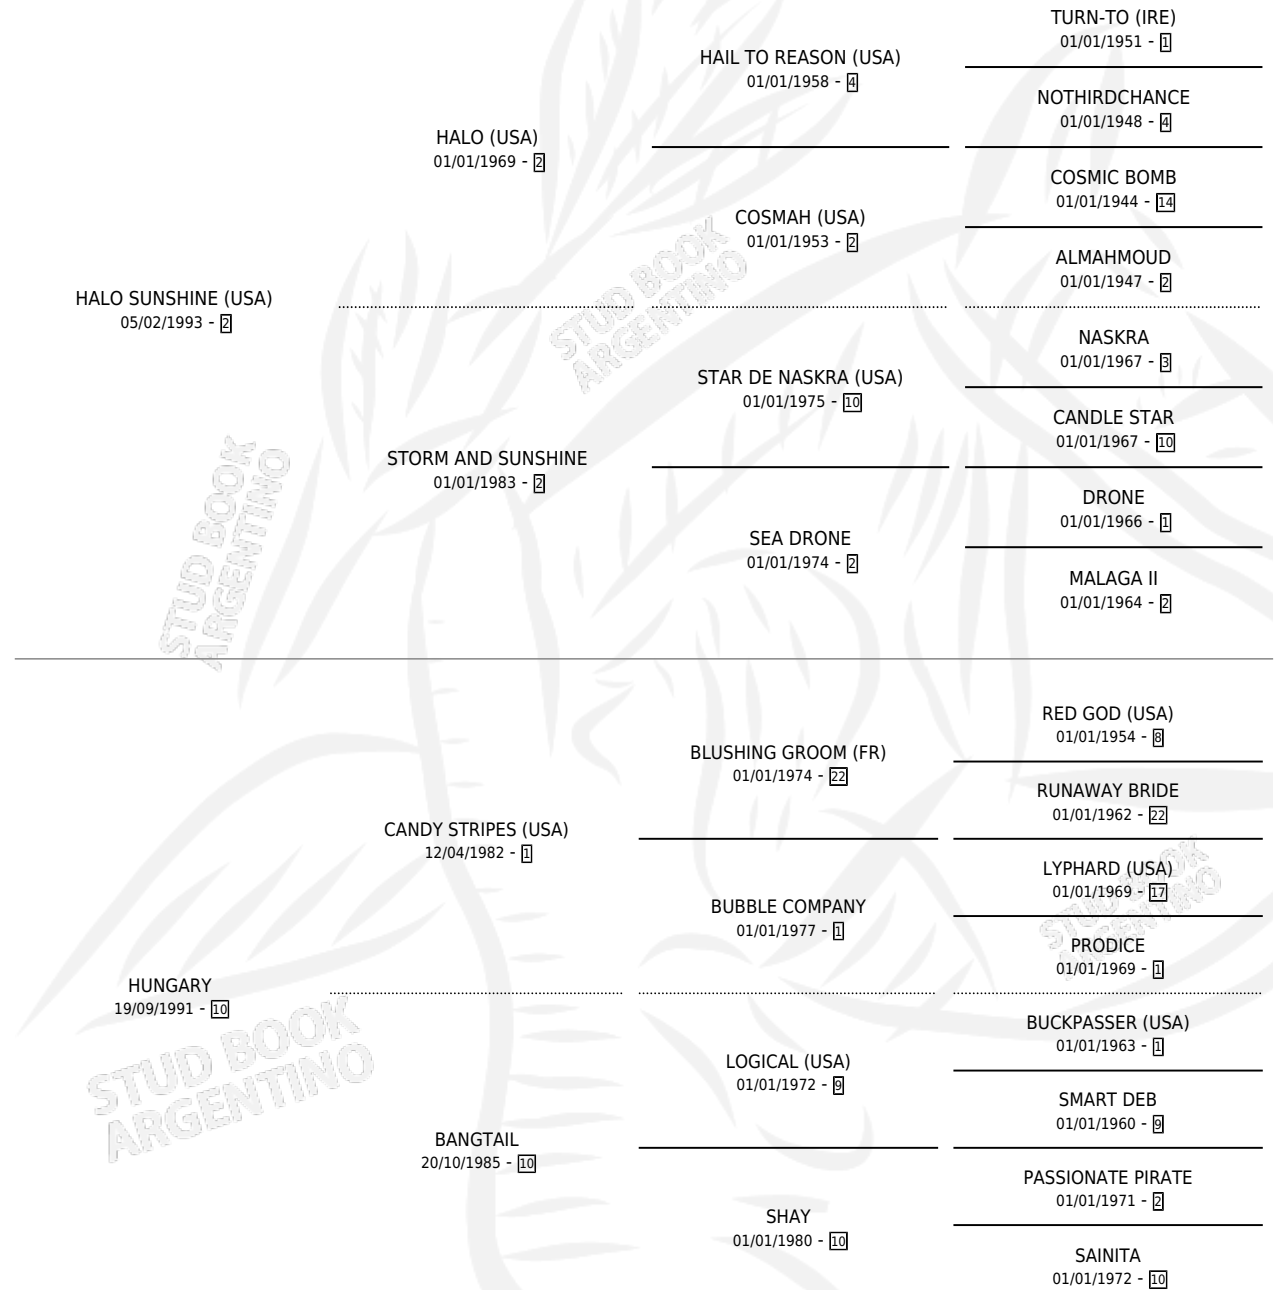 HALO SUNSHINE (USA)
05/02/1993 - 2
HALO (USA)
01/01/1969 - 2
HAIL TO REASON (USA)
01/01/1958 - 4
TURN-TO (IRE)
01/01/1951 - 1
NOTHIRDCHANCE
01/01/1948 - 4
COSMAH (USA)
01/01/1953 - 2
COSMIC BOMB
01/01/1944 - 14
ALMAHMOUD
01/01/1947 - 2
STORM AND SUNSHINE
01/01/1983 - 2
STAR DE NASKRA (USA)
01/01/1975 - 10
NASKRA
01/01/1967 - 3
CANDLE STAR
01/01/1967 - 10
SEA DRONE
01/01/1974 - 2
DRONE
01/01/1966 - 1
MALAGA II
01/01/1964 - 2
HUNGARY
19/09/1991 - 10
CANDY STRIPES (USA)
12/04/1982 - 1
BLUSHING GROOM (FR)
01/01/1974 - 22
RED GOD (USA)
01/01/1954 - 8
RUNAWAY BRIDE
01/01/1962 - 22
BUBBLE COMPANY
01/01/1977 - 1
LYPHARD (USA)
01/01/1969 - 17
PRODICE
01/01/1969 - 1
BANGTAIL
20/10/1985 - 10
LOGICAL (USA)
01/01/1972 - 9
BUCKPASSER (USA)
01/01/1963 - 1
SMART DEB
01/01/1960 - 9
SHAY
01/01/1980 - 10
PASSIONATE PIRATE
01/01/1971 - 2
SAINITA
01/01/1972 - 10
STUD BOOK
ARGENTINO
STUD BOOK
ARGENTINO
STUD BOOK
ARGENTINO
STUD BOOK
ARGENTINO